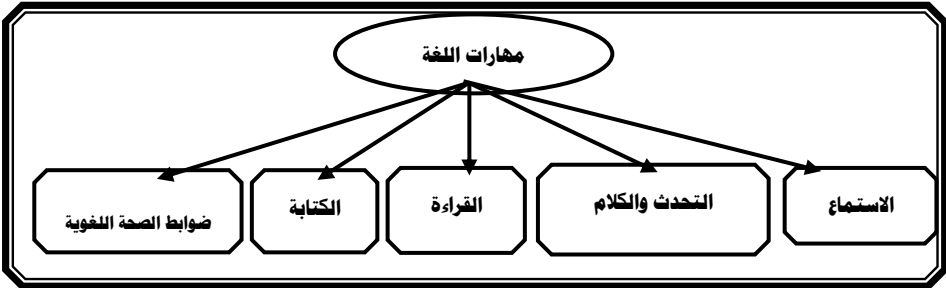 مهارات اللغة
الاستماع
التحدث والكلام
القراءة
الكتابة
ضوابط الصحة اللغوية